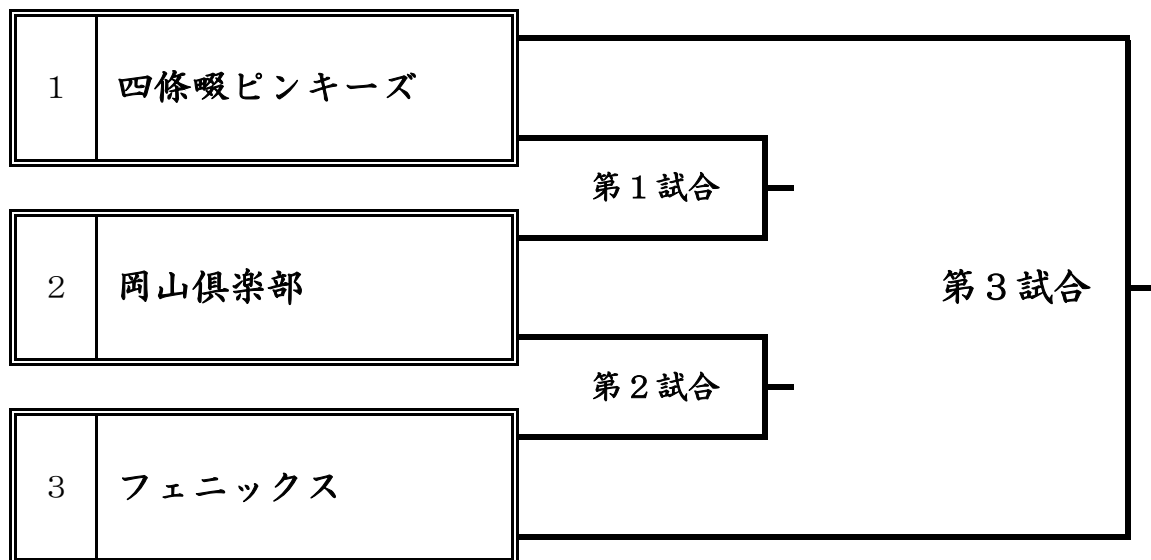 1 四條畷ピンキーズ
第１試合
2 岡山倶楽部
第３試合
第２試合
3 フェニックス